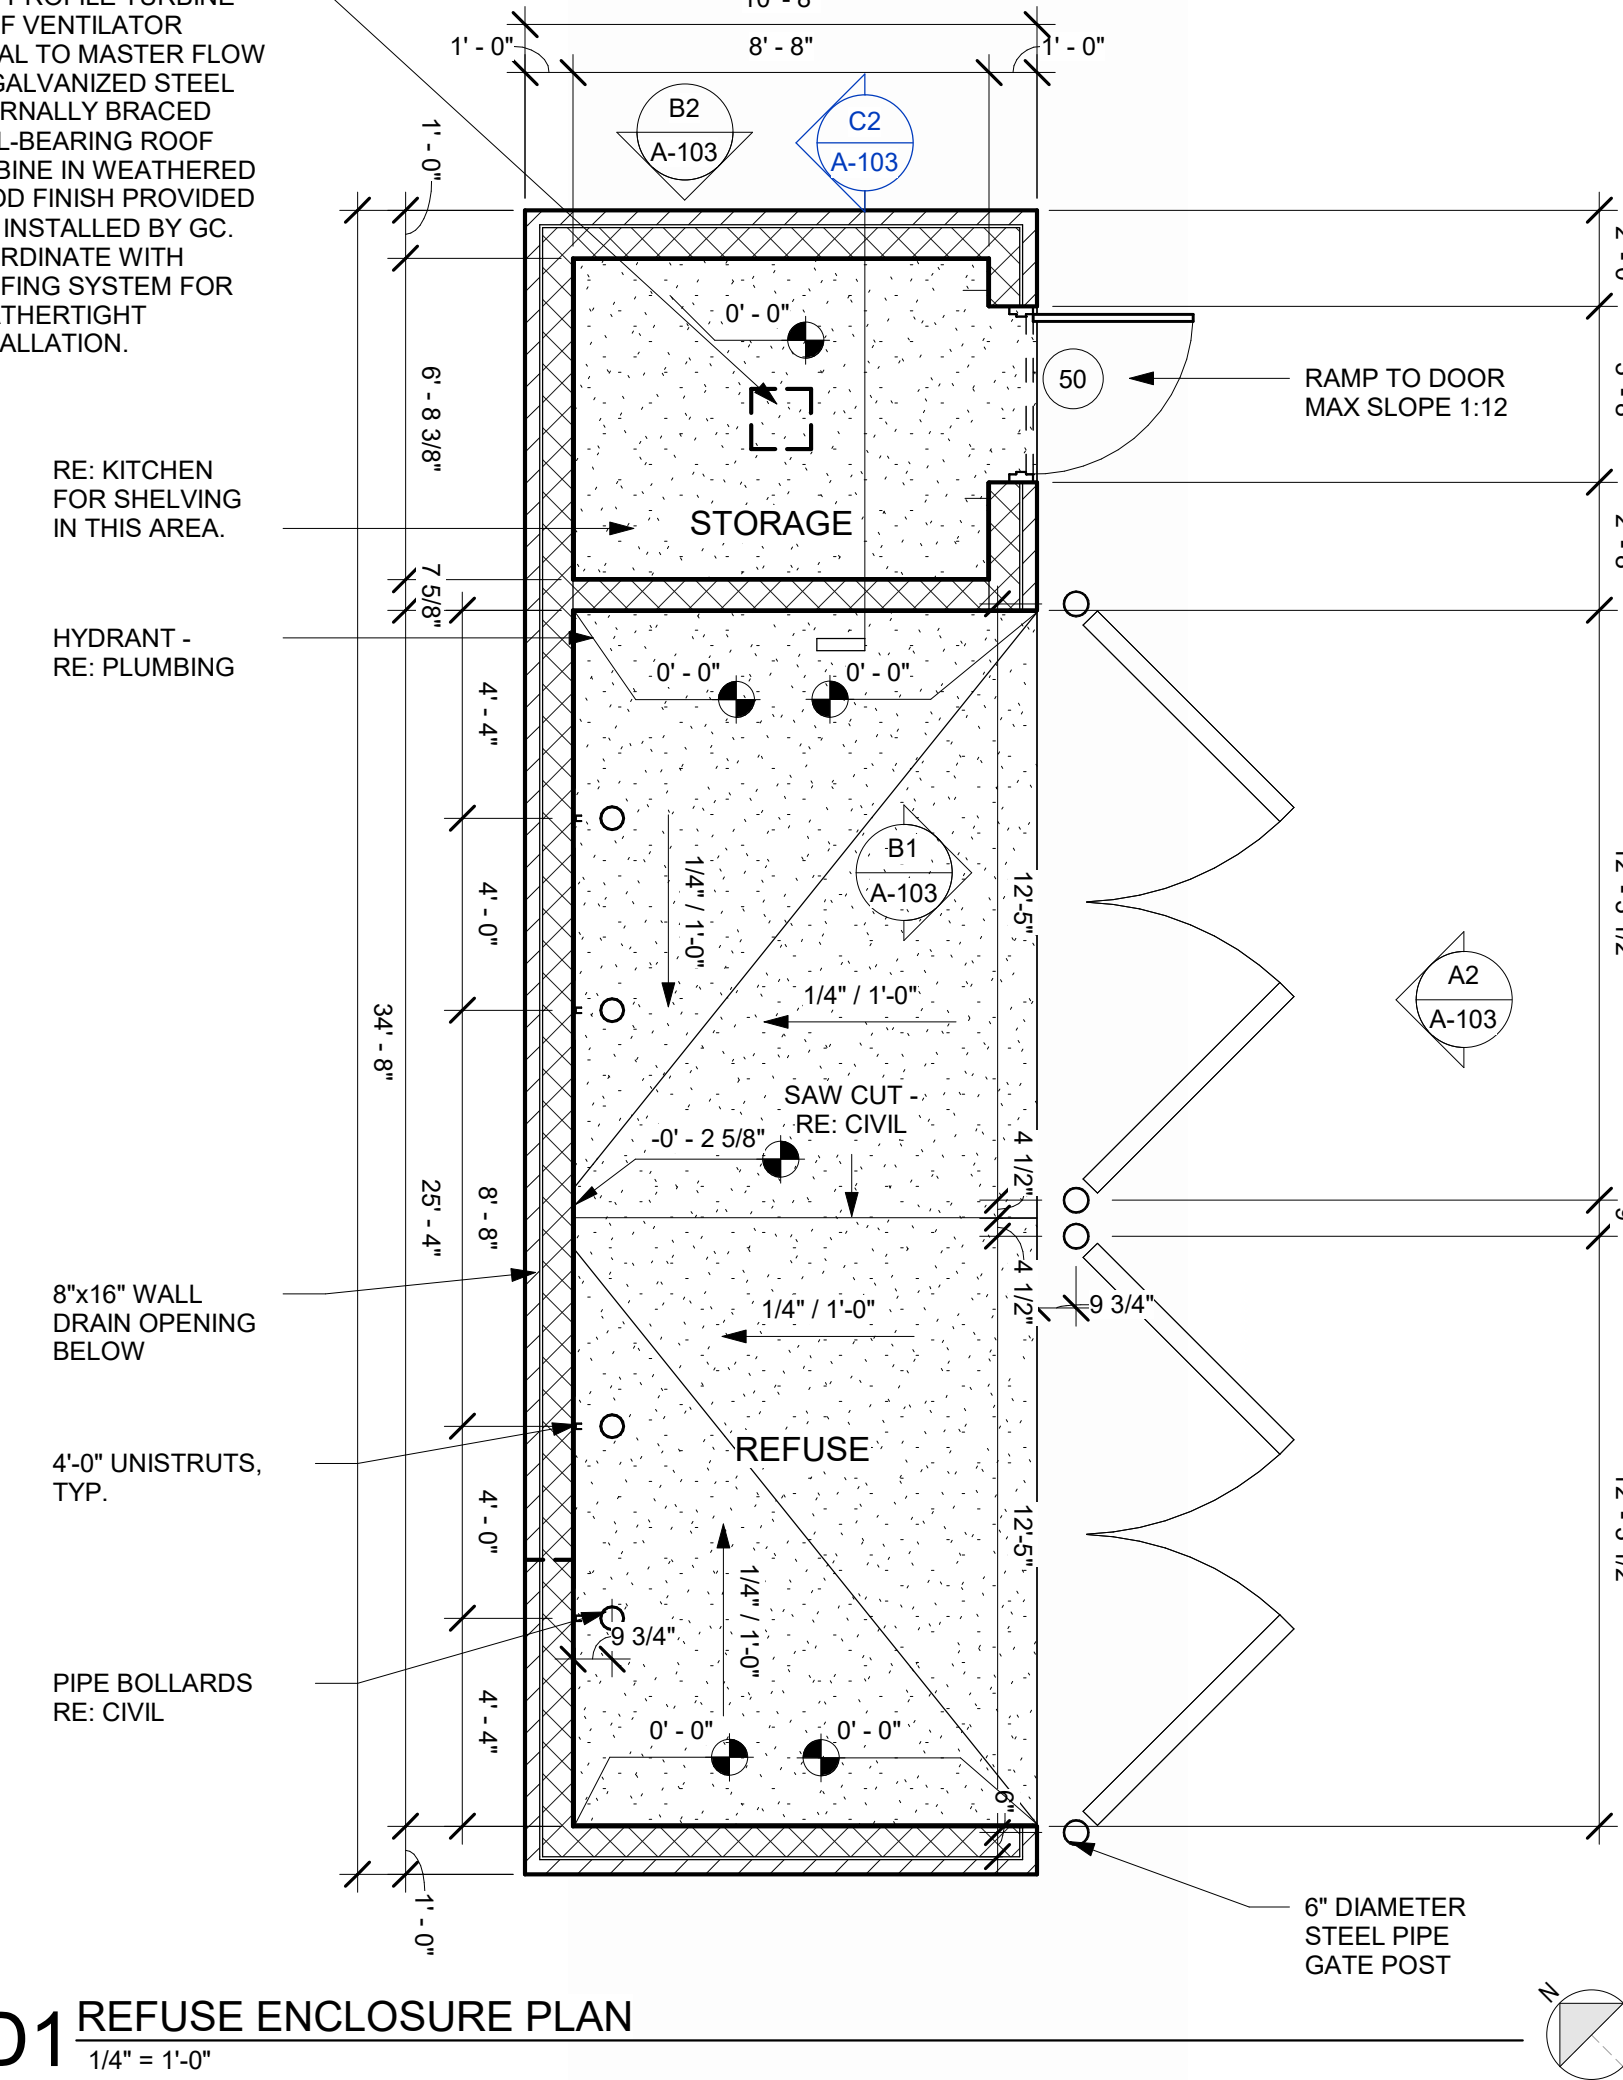 F VENTILATOR
AL TO MASTER FLOW
GALVANIZED STEEL
RNALLY BRACED
L-BEARING ROOF
BINE IN WEATHERED
OD FINISH PROVIDED
INSTALLED BY GC.
RDINATE WITH
FING SYSTEM FOR
THERTIGHT
ALLATION.
1' - 0"
8' - 8"
1' - 0"
B2
A-103
C2
A-103
1' - 0"
0' - 0"
50
RAMP TO DOOR
MAX SLOPE 1:12
6' - 8 3/8"
RE: KITCHEN
FOR SHELVING
IN THIS AREA.
STORAGE
7 5/8"
HYDRANT -
RE: PLUMBING
0' - 0"
0' - 0"
4' - 4"
B1
A-103
12'-5"
1/4" / 1'-0"
4' - 0"
1/4" / 1'-0"
A2
A-103
34' - 8"
SAW CUT -
RE: CIVIL
-0' - 2 5/8"
4 1/2"
25' - 4"
8' - 8"
4 1/2"
9 3/4"
8"x16" WALL
DRAIN OPENING
BELOW
1/4" / 1'-0"
REFUSE
4'-0" UNISTRUTS,
TYP.
4' - 0"
12'-5"
1/4" / 1'-0"
9 3/4"
PIPE BOLLARDS
RE: CIVIL
4' - 4"
0' - 0"
0' - 0"
6"
1' - 0"
6" DIAMETER
STEEL PIPE
GATE POST
D1
REFUSE ENCLOSURE PLAN
1/4" = 1'-0"
N